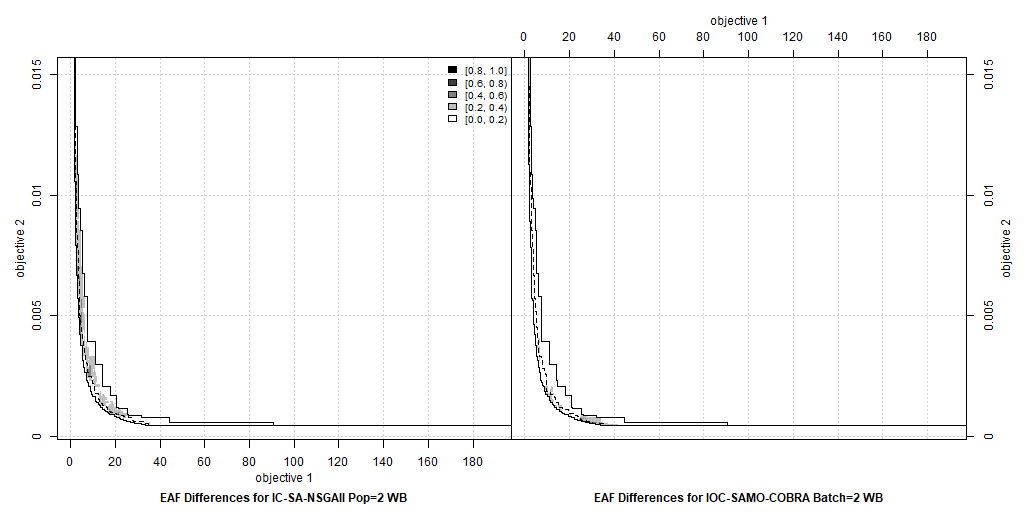 objective 1
0 20 40 60 80 100 120 140 160 180
[0.8, 1.0]
[0.6, 0.8)
[0.4, 0.6)
[0.2, 0.4)
[0.0, 0.2)
0.015
0.01
0.005
0
objective 2
0.015
0.01
0.005
0
objective 2
0 20 40 60 80 100 120 140 160 180
objective 1
EAF Differences for IC-SA-NSGAII Pop=2 WB
EAF Differences for IOC-SAMO-COBRA Batch=2 WB